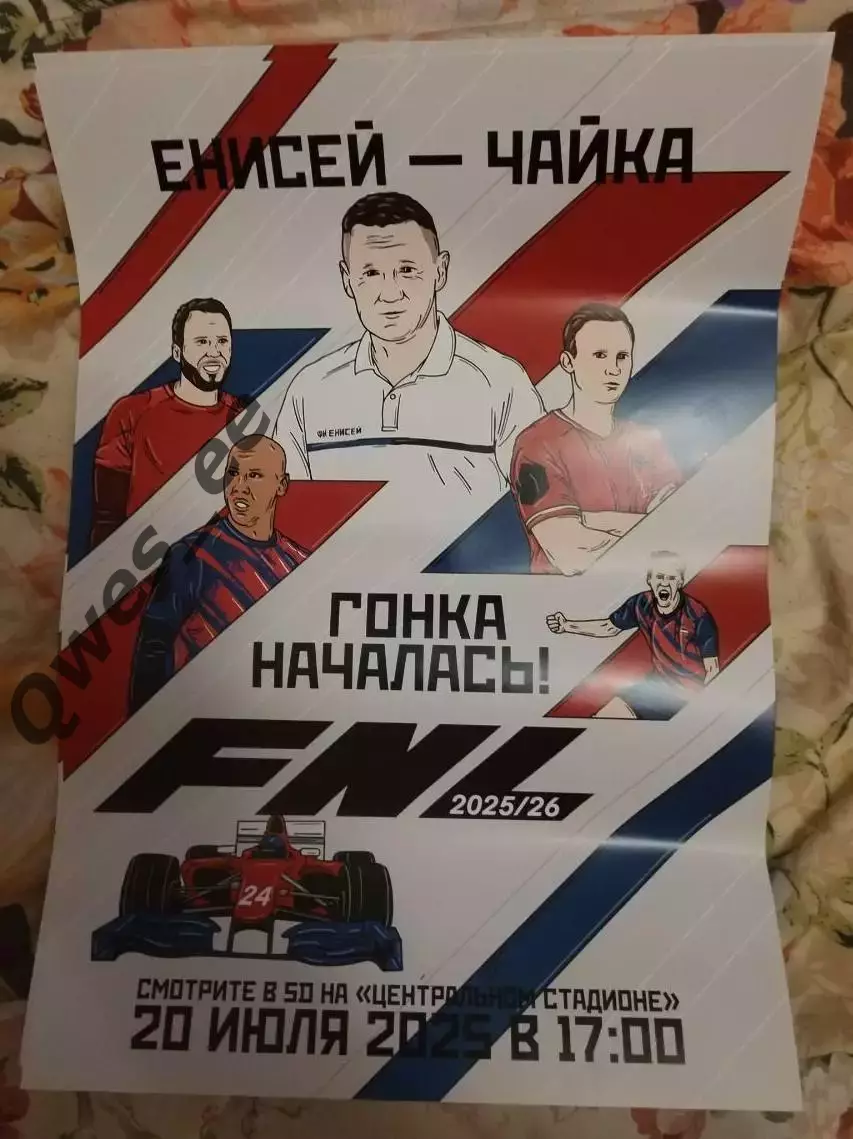 ЕНИСЕЙ — ЧАЙКА
ФК ЕНИСЕЙ
ГОНКА
НАЧАЛАСЬ!
FNL
2025/26
24
СМОТРИТЕ В 5D НА «ЦЕНТРАЛЬНОМ СТАДИОНЕ»
20 ИЮЛЯ 2025 В 17:00
Qwes_ee